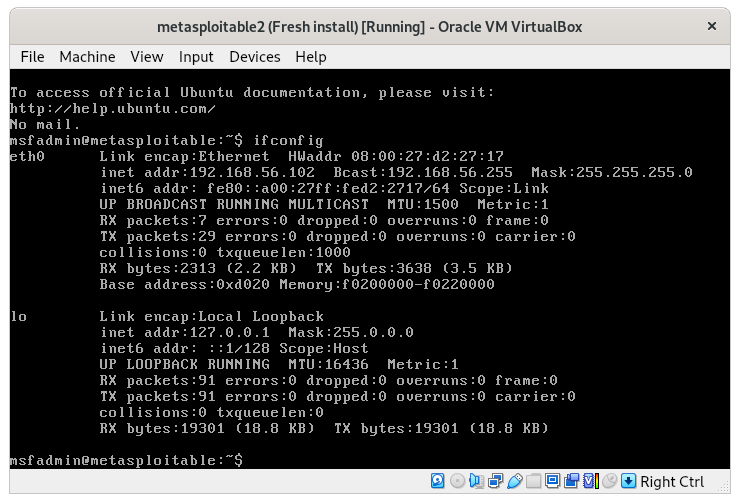 metasploitable2 (Fresh install) [Running] - Oracle VM VirtualBox
File Machine View Input Devices Help
To access official Ubuntu documentation, please visit:
http://help.ubuntu.com/
No mail.
msfadmin@metasploitable:~$ ifconfig
eth0      Link encap:Ethernet  HWaddr 08:00:27:d2:27:17
          inet addr:192.168.56.102  Bcast:192.168.56.255  Mask:255.255.255.0
          inet6 addr: fe80::a00:27ff:fed2:2717/64 Scope:Link
          UP BROADCAST RUNNING MULTICAST  MTU:1500  Metric:1
          RX packets:7 errors:0 dropped:0 overruns:0 frame:0
          TX packets:29 errors:0 dropped:0 overruns:0 carrier:0
          collisions:0 txqueuelen:1000
          RX bytes:2313 (2.2 KB)  TX bytes:3638 (3.5 KB)
          Base address:0xd020 Memory:f0200000-f0220000
lo        Link encap:Local Loopback
          inet addr:127.0.0.1  Mask:255.0.0.0
          inet6 addr: ::1/128 Scope:Host
          UP LOOPBACK RUNNING  MTU:16436  Metric:1
          RX packets:91 errors:0 dropped:0 overruns:0 frame:0
          TX packets:91 errors:0 dropped:0 overruns:0 carrier:0
          collisions:0 txqueuelen:0
          RX bytes:19301 (18.8 KB)  TX bytes:19301 (18.8 KB)
msfadmin@metasploitable:~$
Right Ctrl